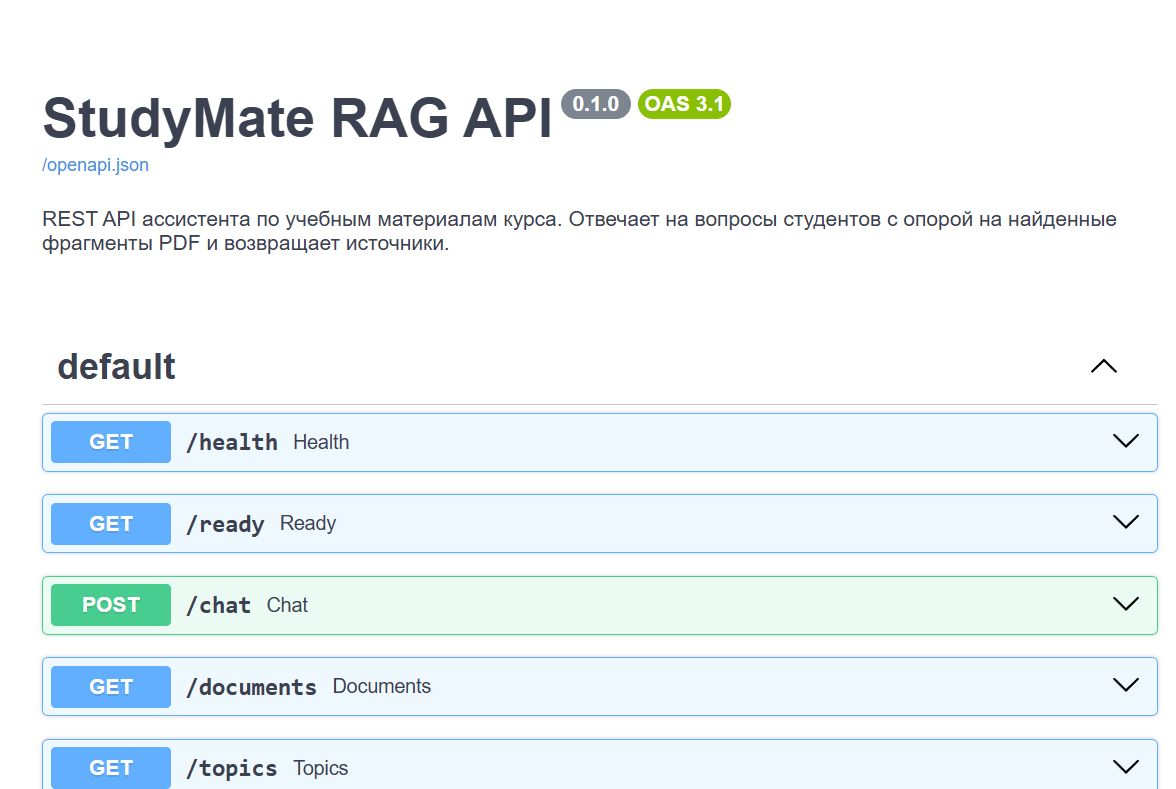 StudyMate RAG API 0.1.0 OAS 3.1
/openapi.json
REST API ассистента по учебным материалам курса. Отвечает на вопросы студентов с опорой на найденные
фрагменты PDF и возвращает источники.
default
GET /health Health
GET /ready Ready
POST /chat Chat
GET /documents Documents
GET /topics Topics